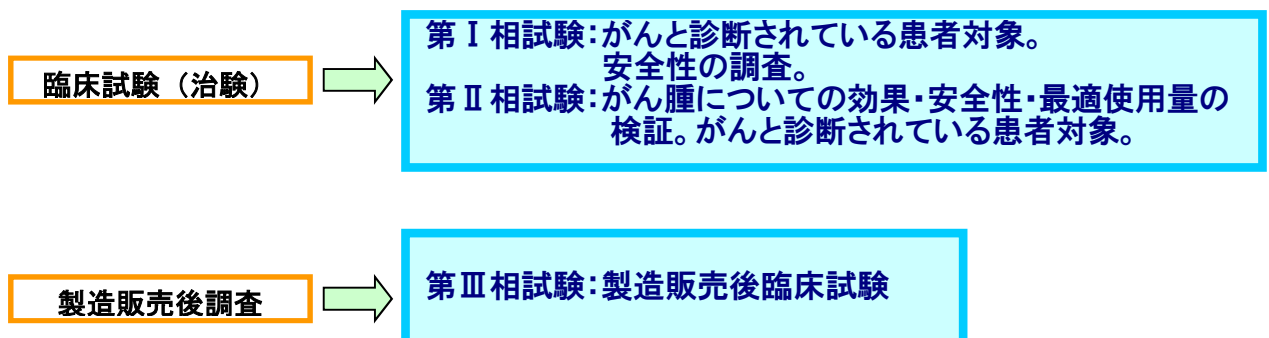 第Ⅰ相試験:がんと診断されている患者対象。
安全性の調査。
臨床試験(治験)
第Ⅱ相試験:がん腫についての効果・安全性・最適使用量の
検証。がんと診断されている患者対象。
製造販売後調査
第Ⅲ相試験:製造販売後臨床試験